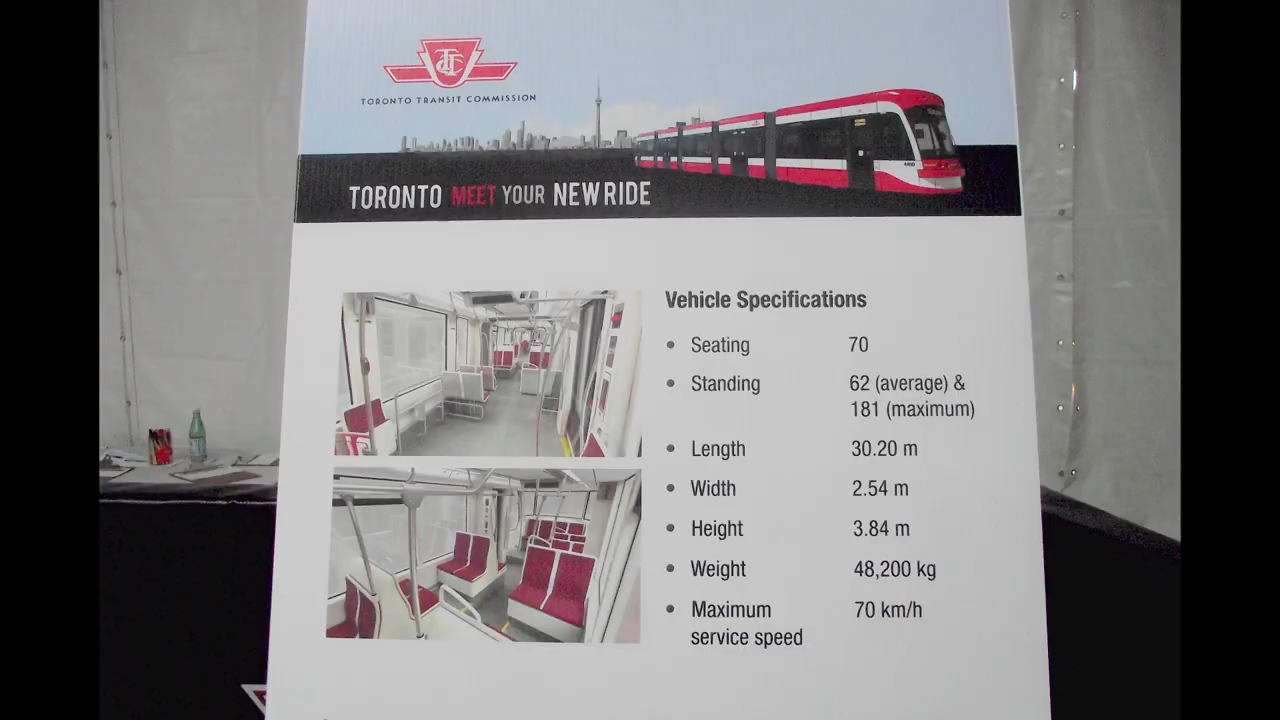 TTC
TORONTO TRANSIT COMMISSION
TORONTO MEET YOUR NEW RIDE
Vehicle Specifications
• Seating 70
• Standing 62 (average) &
181 (maximum)
• Length 30.20 m
• Width 2.54 m
• Height 3.84 m
• Weight 48,200 kg
• Maximum 70 km/h
service speed